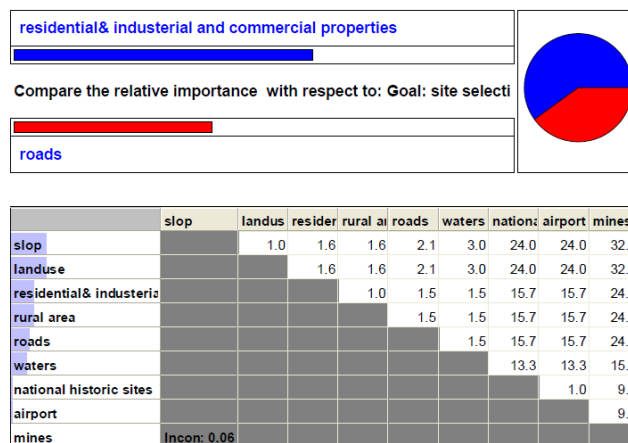 residential& industerial and commercial properties
Compare the relative importance with respect to: Goal: site selecti
roads
slop landus resider rural aı roads waters nationa airport mines
slop 1.0 1.6 1.6 2.1 3.0 24.0 24.0 32.
landuse 1.6 1.6 2.1 3.0 24.0 24.0 32.
residential& industeria 1.0 1.5 1.5 15.7 15.7 24.
rural area 1.5 1.5 15.7 15.7 24.
roads 1.5 15.7 15.7 24.
waters 13.3 13.3 15.
national historic sites 1.0 9.
airport 9.
mines Incon: 0.06